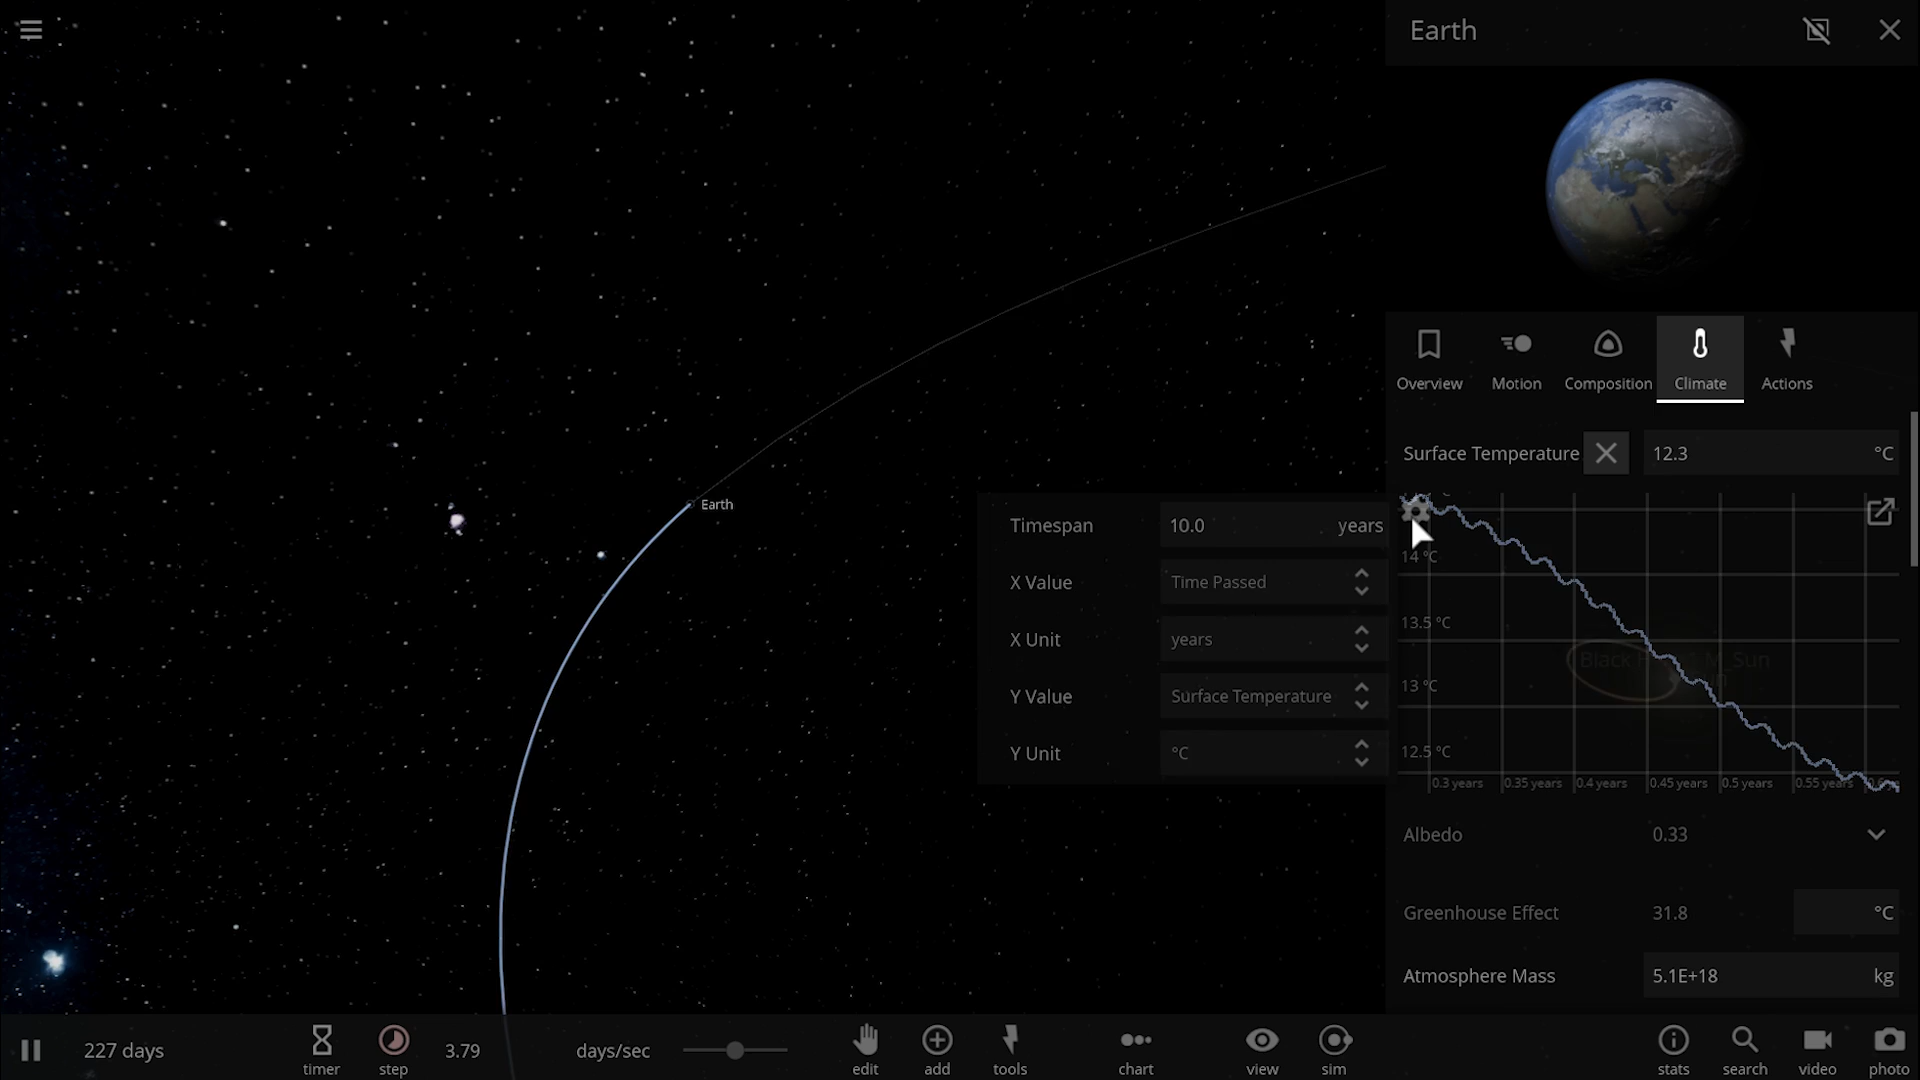 Earth
Overview
Motion
Composition
Climate
Actions
Surface Temperature 12.3 °C
Earth
Timespan 10.0 years
X Value Time Passed
X Unit years
Y Value Surface Temperature
Y Unit °C
14 °C
13.5 °C
13 °C
12.5 °C
Black M_Sun
0.3 years 0.35 years 0.4 years 0.45 years 0.5 years 0.55 years
Albedo 0.33
Greenhouse Effect 31.8 °C
Atmosphere Mass 5.1E+18 kg
227 days
timer
step
3.79 days/sec
edit
add
tools
chart
view
sim
stats
search
video
photo